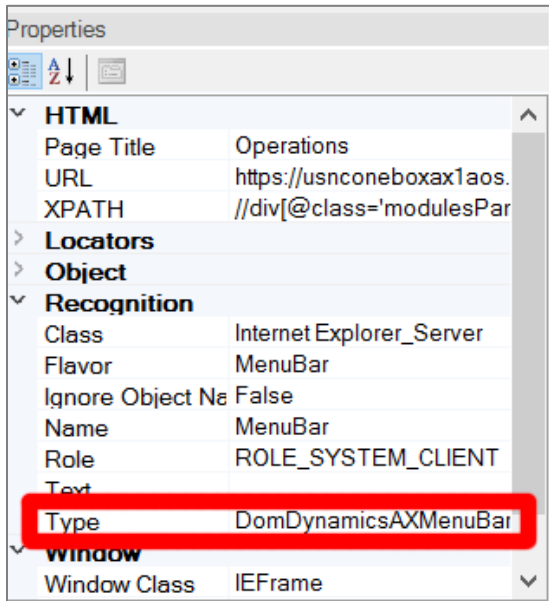 Properties
HTML
Page Title Operations
URL https://usnconeboxax1aos.
XPATH //div[@class='modulesPar
Locators
Object
Recognition
Class Internet Explorer_Server
Flavor MenuBar
Ignore Object Na False
Name MenuBar
Role ROLE_SYSTEM_CLIENT
Text
Type DomDynamicsAXMenuBar
Window
Window Class IEFrame